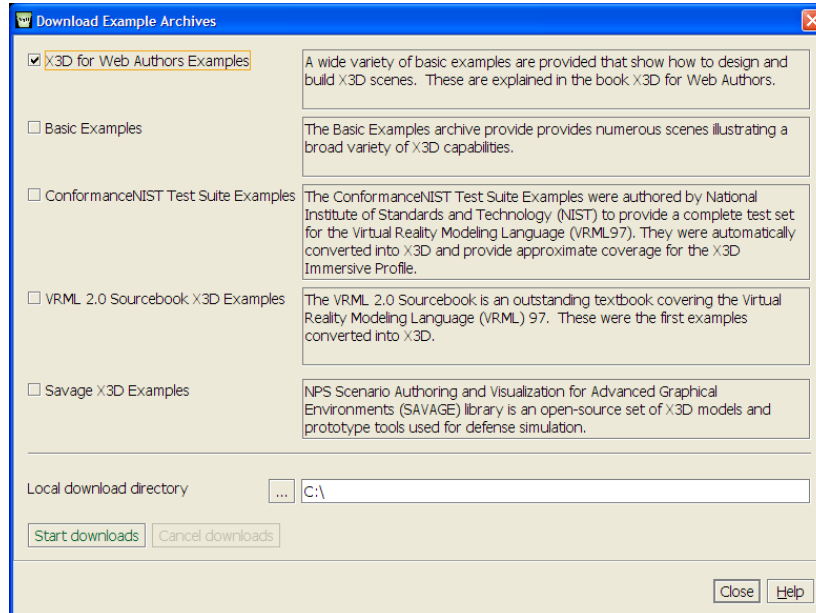 Download Example Archives
X3D for Web Authors Examples
A wide variety of basic examples are provided that show how to design and
build X3D scenes.  These are explained in the book X3D for Web Authors.
Basic Examples
The Basic Examples archive provide provides numerous scenes illustrating a
broad variety of X3D capabilities.
ConformanceNIST Test Suite Examples
The ConformanceNIST Test Suite Examples were authored by National
Institute of Standards and Technology (NIST) to provide a complete test set
for the Virtual Reality Modeling Language (VRML97). They were automatically
converted into X3D and provide approximate coverage for the X3D
Immersive Profile.
VRML 2.0 Sourcebook X3D Examples
The VRML 2.0 Sourcebook is an outstanding textbook covering the Virtual
Reality Modeling Language (VRML) 97.  These were the first examples
converted into X3D.
Savage X3D Examples
NPS Scenario Authoring and Visualization for Advanced Graphical
Environments (SAVAGE) library is an open-source set of X3D models and
prototype tools used for defense simulation.
Local download directory
...
C:\
Start downloads
Cancel downloads
Close
Help